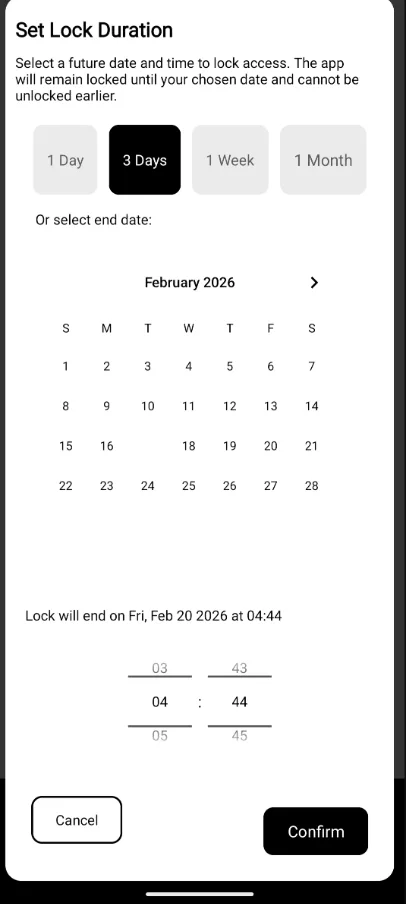 Set Lock Duration
Select a future date and time to lock access. The app
will remain locked until your chosen date and cannot be
unlocked earlier.
1 Day 3 Days 1 Week 1 Month
Or select end date:
February 2026
S M T W T F S
1 2 3 4 5 6 7
8 9 10 11 12 13 14
15 16 18 19 20 21
22 23 24 25 26 27 28
Lock will end on Fri, Feb 20 2026 at 04:44
03 43
04 : 44
05 45
Cancel Confirm